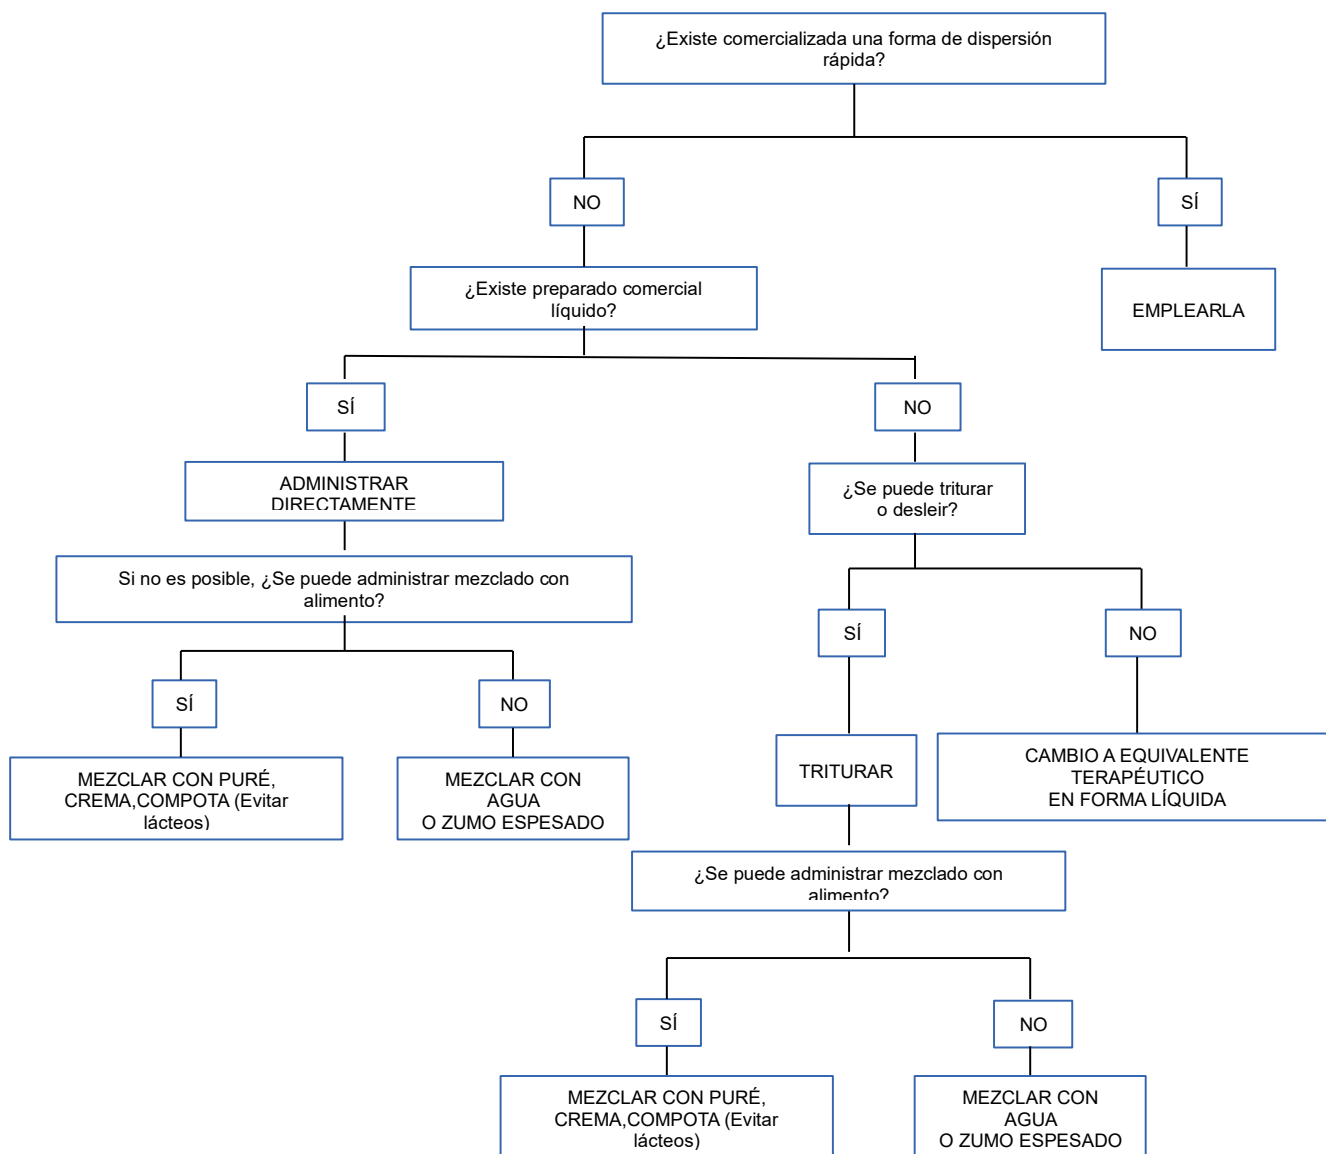 ¿Existe comercializada una forma de dispersión
rápida?
NO
SÍ
¿Existe preparado comercial
líquido?
EMPLEARLA
SÍ
NO
ADMINISTRAR
DIRECTAMENTE
¿Se puede triturar
o desleir?
Si no es posible, ¿Se puede administrar mezclado con
alimento?
SÍ
NO
SÍ
NO
MEZCLAR CON PURÉ,
CREMA,COMPOTA (Evitar
lácteos)
MEZCLAR CON
AGUA
O ZUMO ESPESADO
TRITURAR
CAMBIO A EQUIVALENTE
TERAPÉUTICO
EN FORMA LÍQUIDA
¿Se puede administrar mezclado con
alimento?
SÍ
NO
MEZCLAR CON PURÉ,
CREMA,COMPOTA (Evitar
lácteos)
MEZCLAR CON
AGUA
O ZUMO ESPESADO